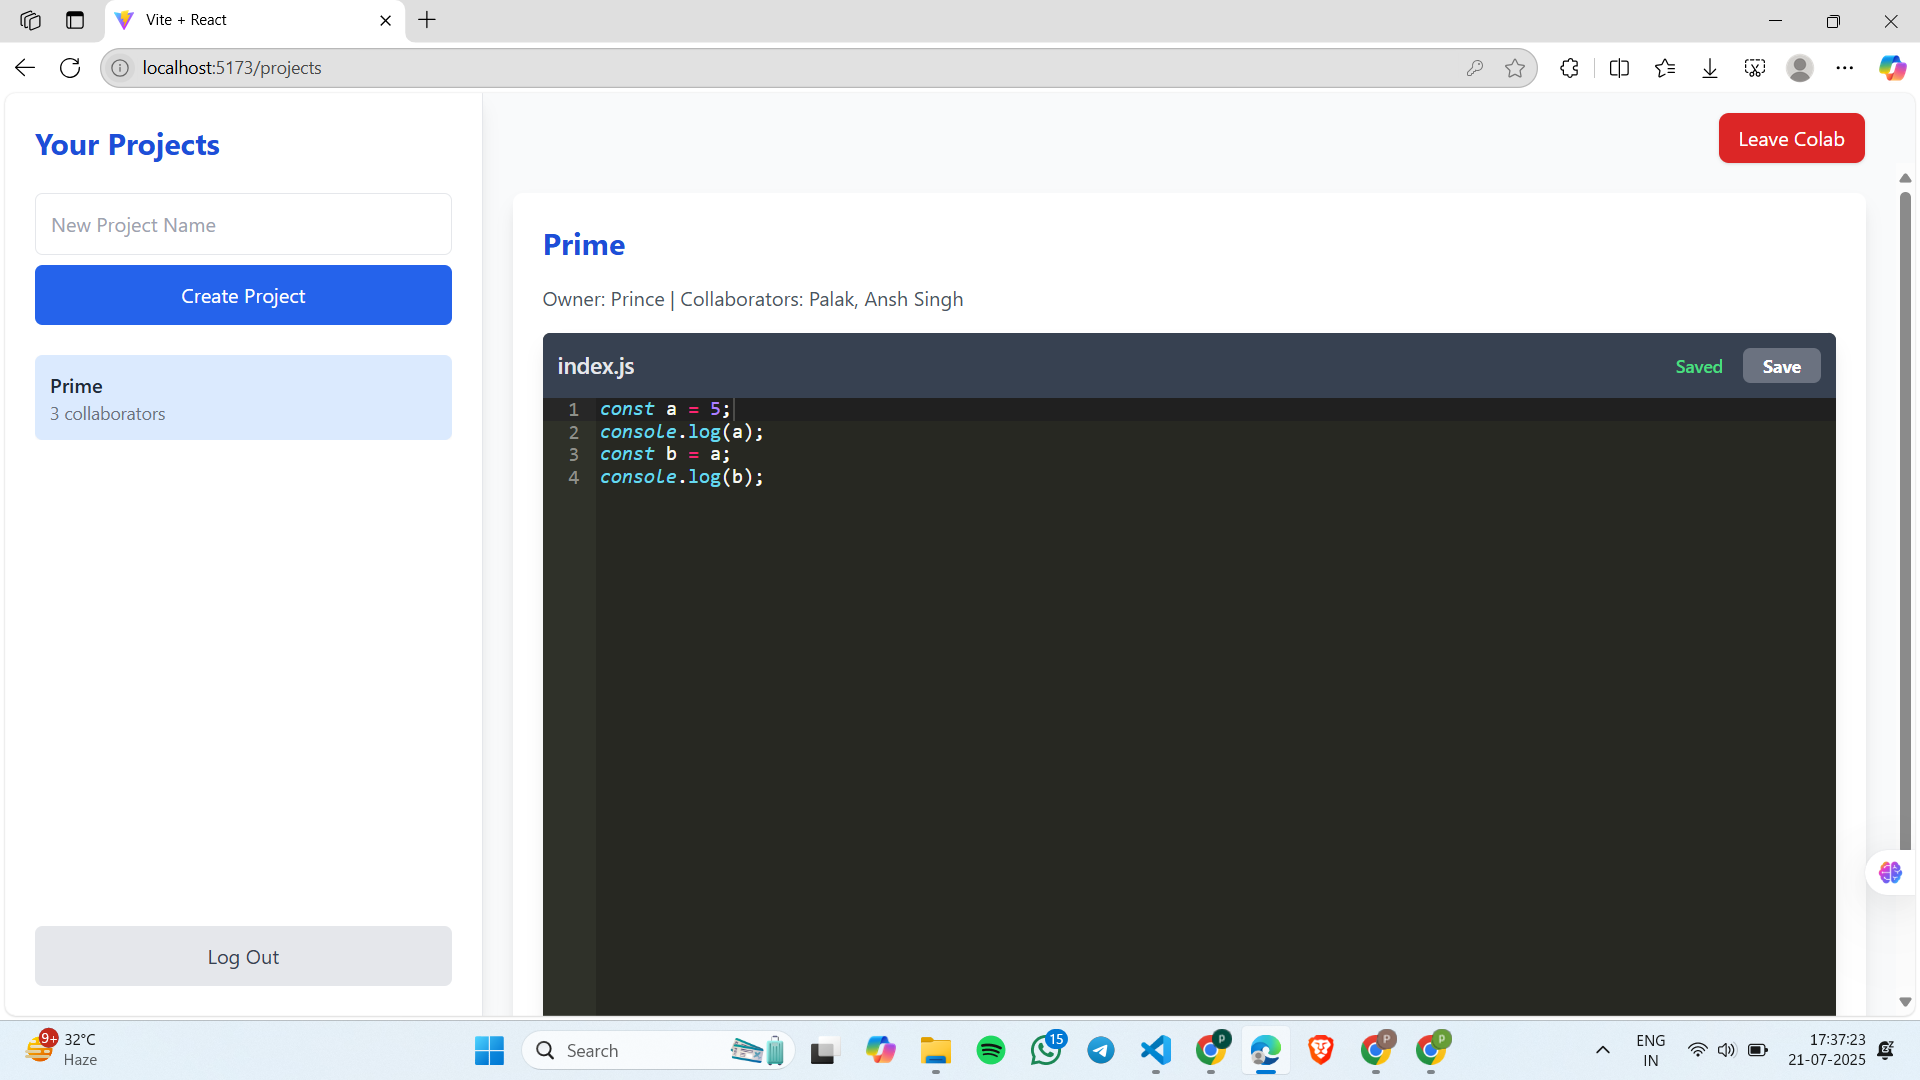 Vite + React
localhost:5173/projects
Your Projects
New Project Name
Create Project
Prime
3 collaborators
Log Out
Leave Colab
Prime
Owner: Prince | Collaborators: Palak, Ansh Singh
index.js
Saved
Save
1 const a = 5;
2 console.log(a);
3 const b = a;
4 console.log(b);
9+
32°C
Haze
Search
15
P
P
P
ENG
IN
17:37:23
21-07-2025